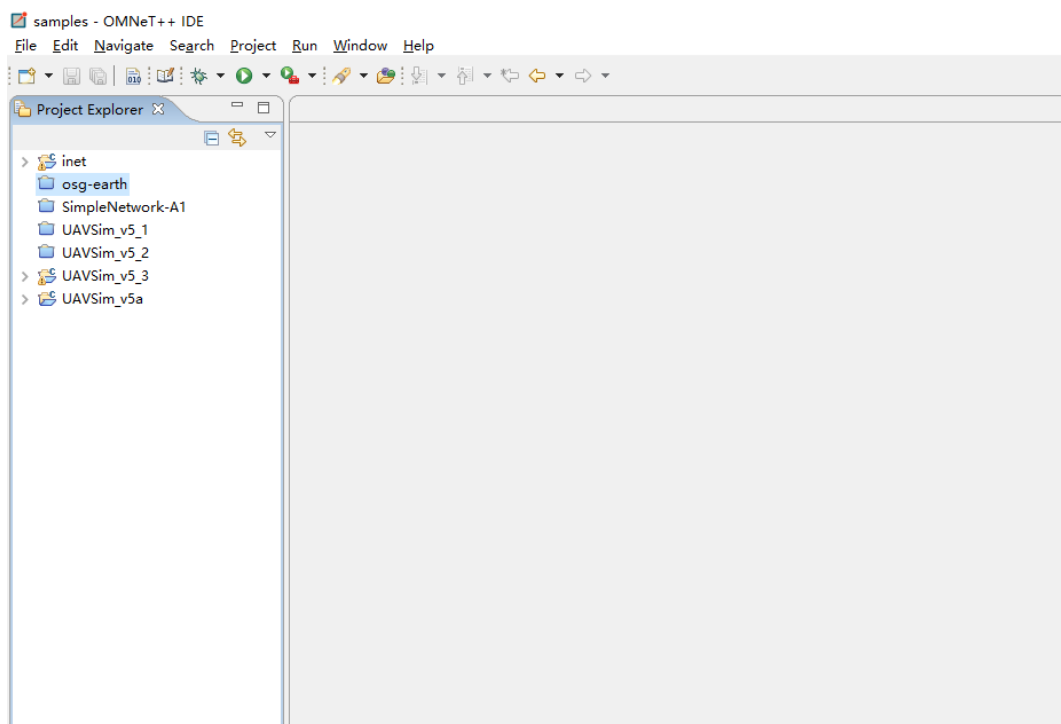 samples - OMNeT++ IDE
File Edit Navigate Search Project Run Window Help
010
Project Explorer
inet
osg-earth
SimpleNetwork-A1
UAVSim_v5_1
UAVSim_v5_2
UAVSim_v5_3
UAVSim_v5a